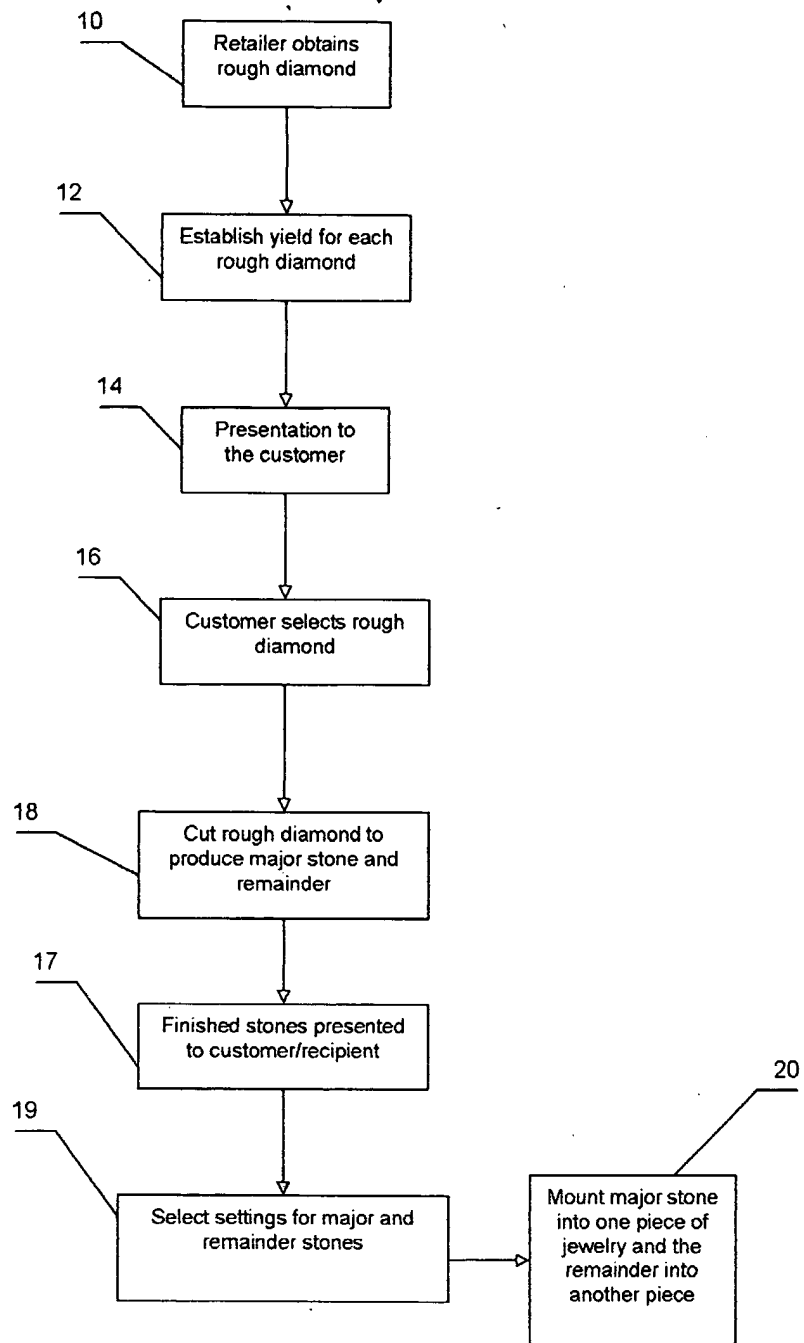 10
Retailer obtains
rough diamond
12
Establish yield for each
rough diamond
14
Presentation to
the customer
16
Customer selects rough
diamond
18
Cut rough diamond to
produce major stone and
remainder
17
Finished stones presented
to customer/recipient
19
Select settings for major and
remainder stones
20
Mount major stone
into one piece of
jewelry and the
remainder into
another piece